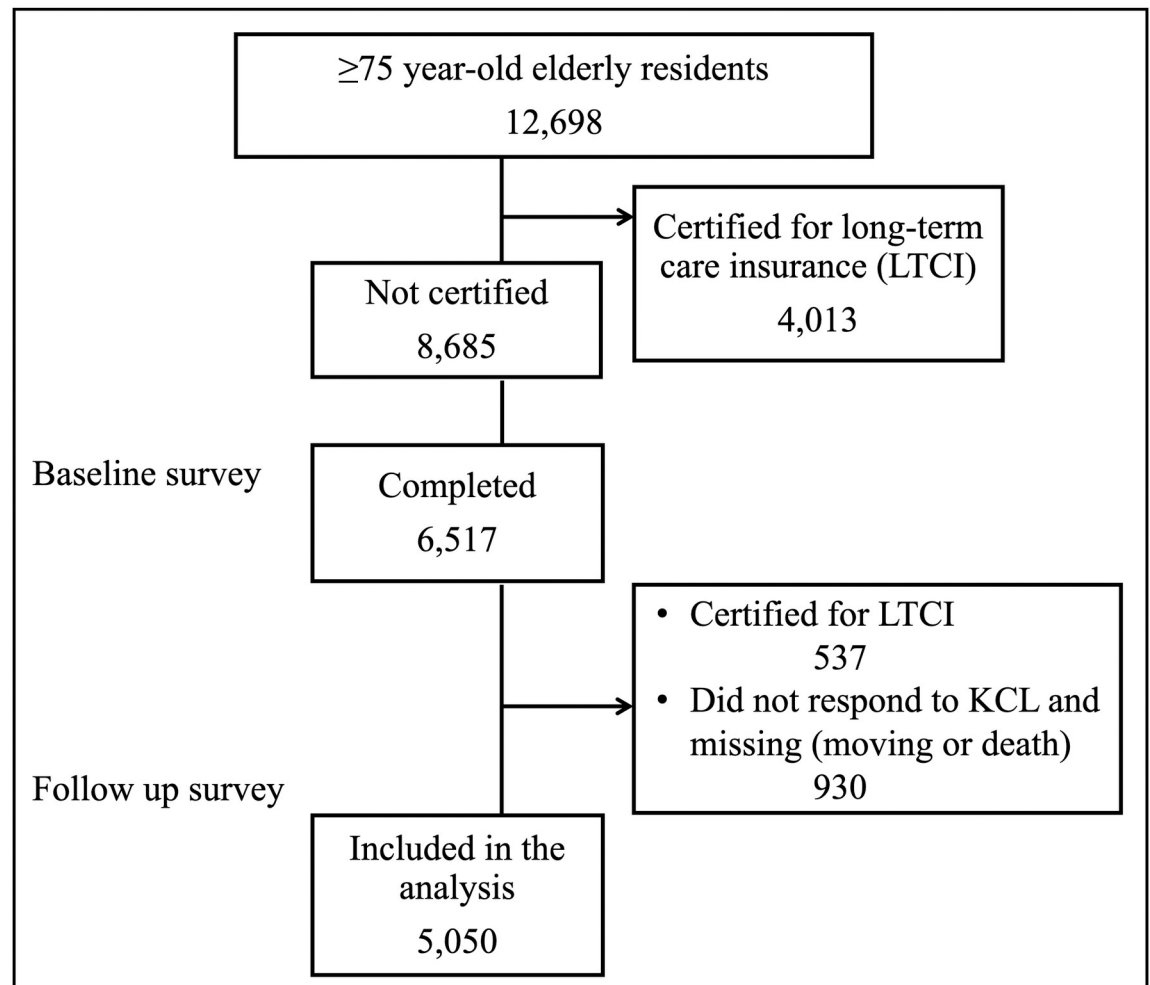 ≥75 year-old elderly residents
12,698
Certified for long-term
care insurance (LTCI)
4,013
Not certified
8,685
Baseline survey
Completed
6,517
• Certified for LTCI
537
• Did not respond to KCL and
missing (moving or death)
930
Follow up survey
Included in the
analysis
5,050